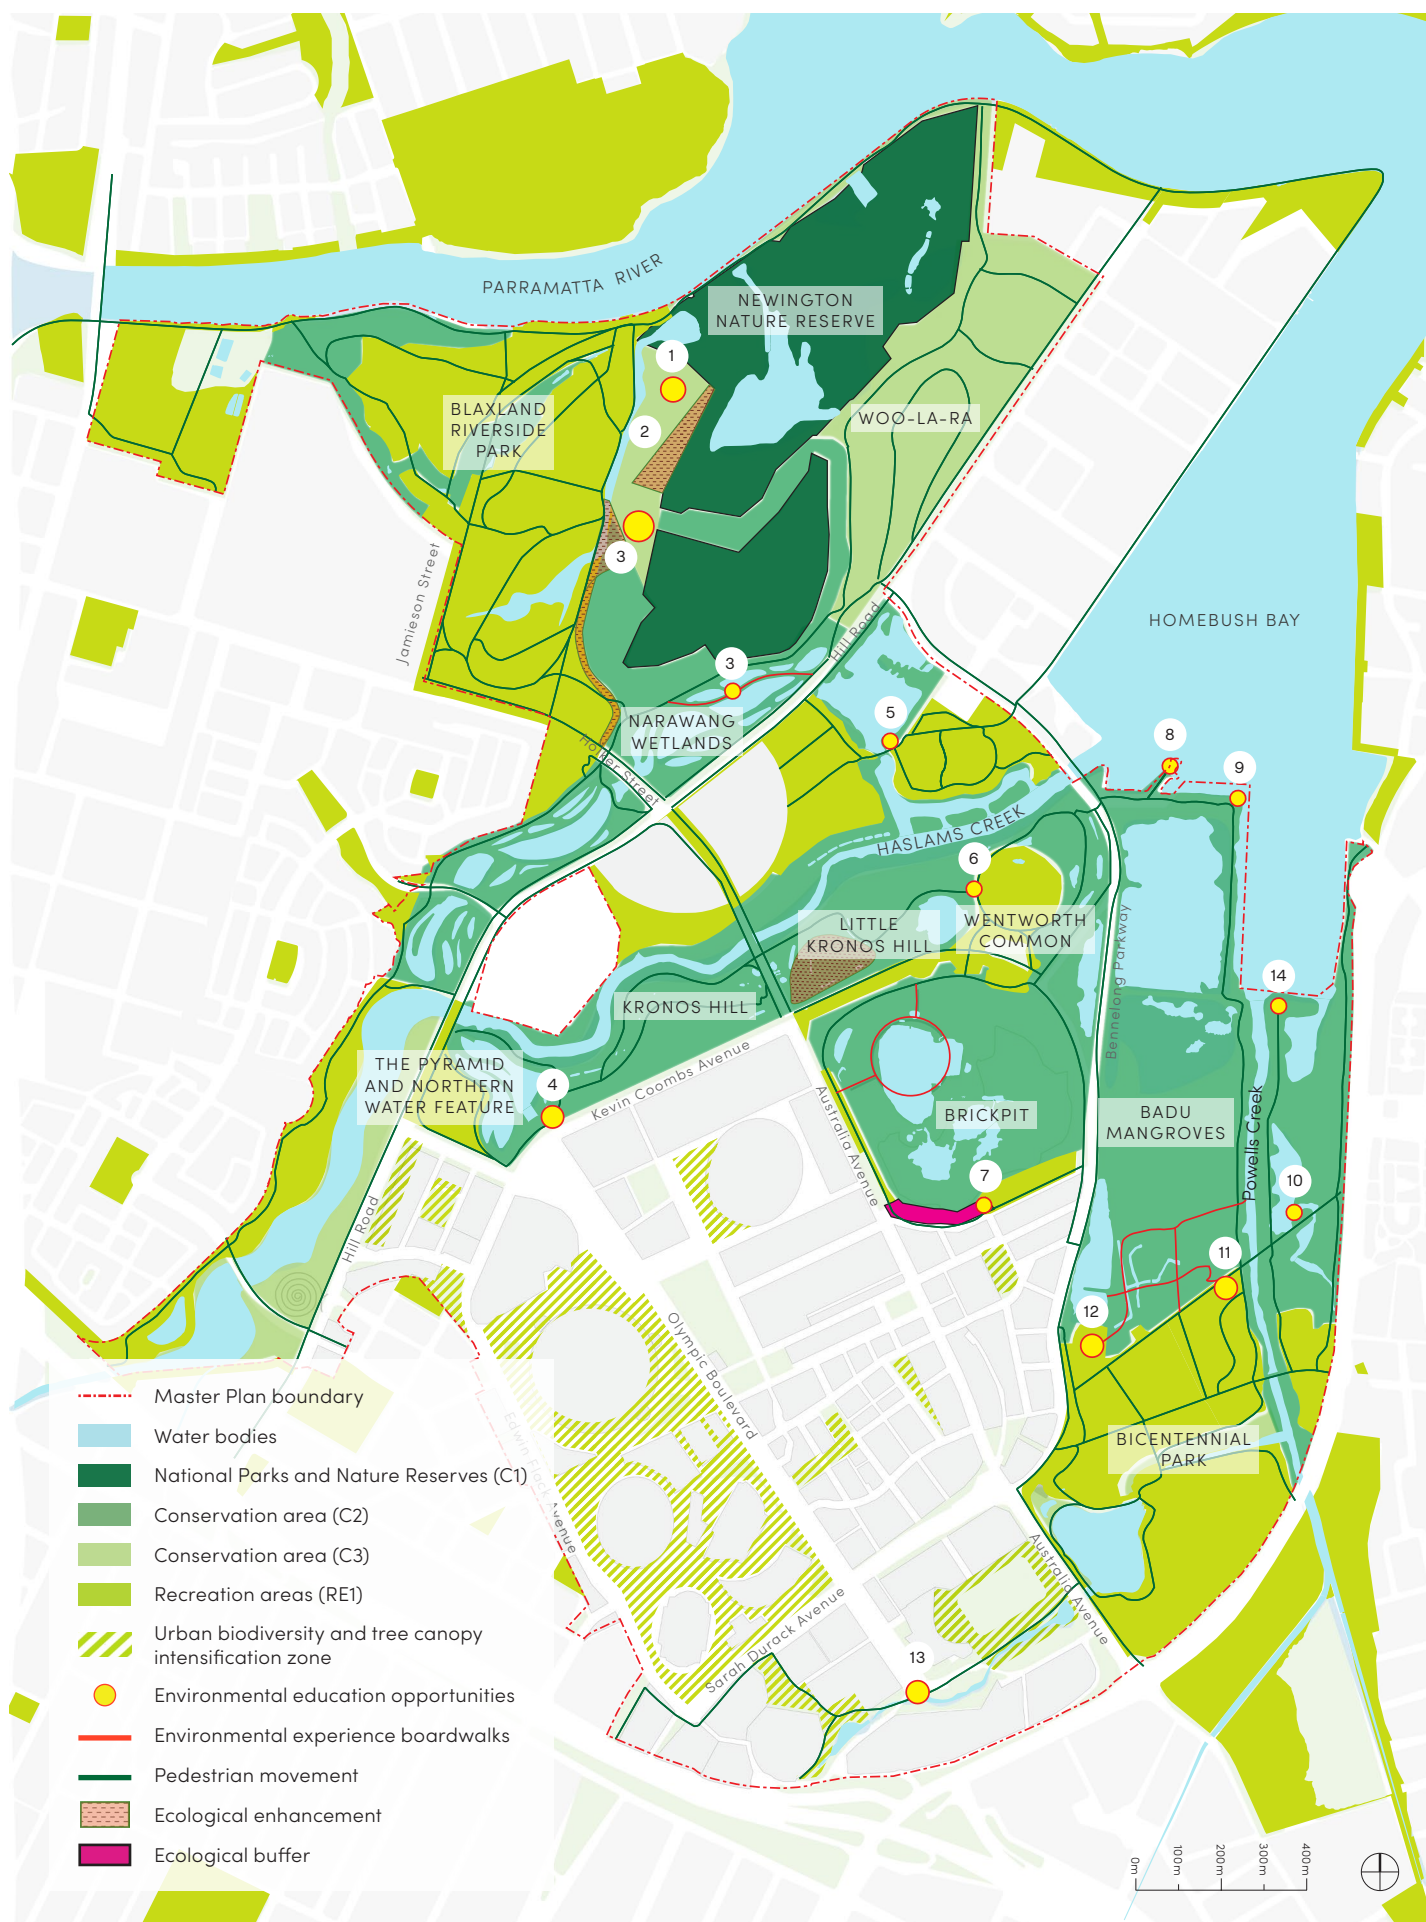 PARRAMATTA RIVER
NEWINGTON
NATURE RESERVE
1
BLAXLAND
RIVERSIDE
PARK
2
WOO-LA-RA
3
Jamieson Street
Hill Road
HOMEBUSH BAY
3
5
NARAWANG
WETLANDS
Holker Street
8
9
HASLAMS CREEK
6
LITTLE
KRONOS HILL
WENTWORTH
COMMON
Bennelong Parkway
14
KRONOS HILL
THE PYRAMID
AND NORTHERN
WATER FEATURE
4
Kevin Coombs Avenue
Australia Avenue
BRICKPIT
BADU
MANGROVES
Powells Creek
7
10
Hill Road
11
12
Olympic Boulevard
Edwin Flack Avenue
BICENTENNIAL
PARK
Australia Avenue
Sarah Durack Avenue
13
Master Plan boundary
Water bodies
National Parks and Nature Reserves (C1)
Conservation area (C2)
Conservation area (C3)
Recreation areas (RE1)
Urban biodiversity and tree canopy
intensification zone
Environmental education opportunities
Environmental experience boardwalks
Pedestrian movement
Ecological enhancement
Ecological buffer
0m
100m
200m
300m
400m